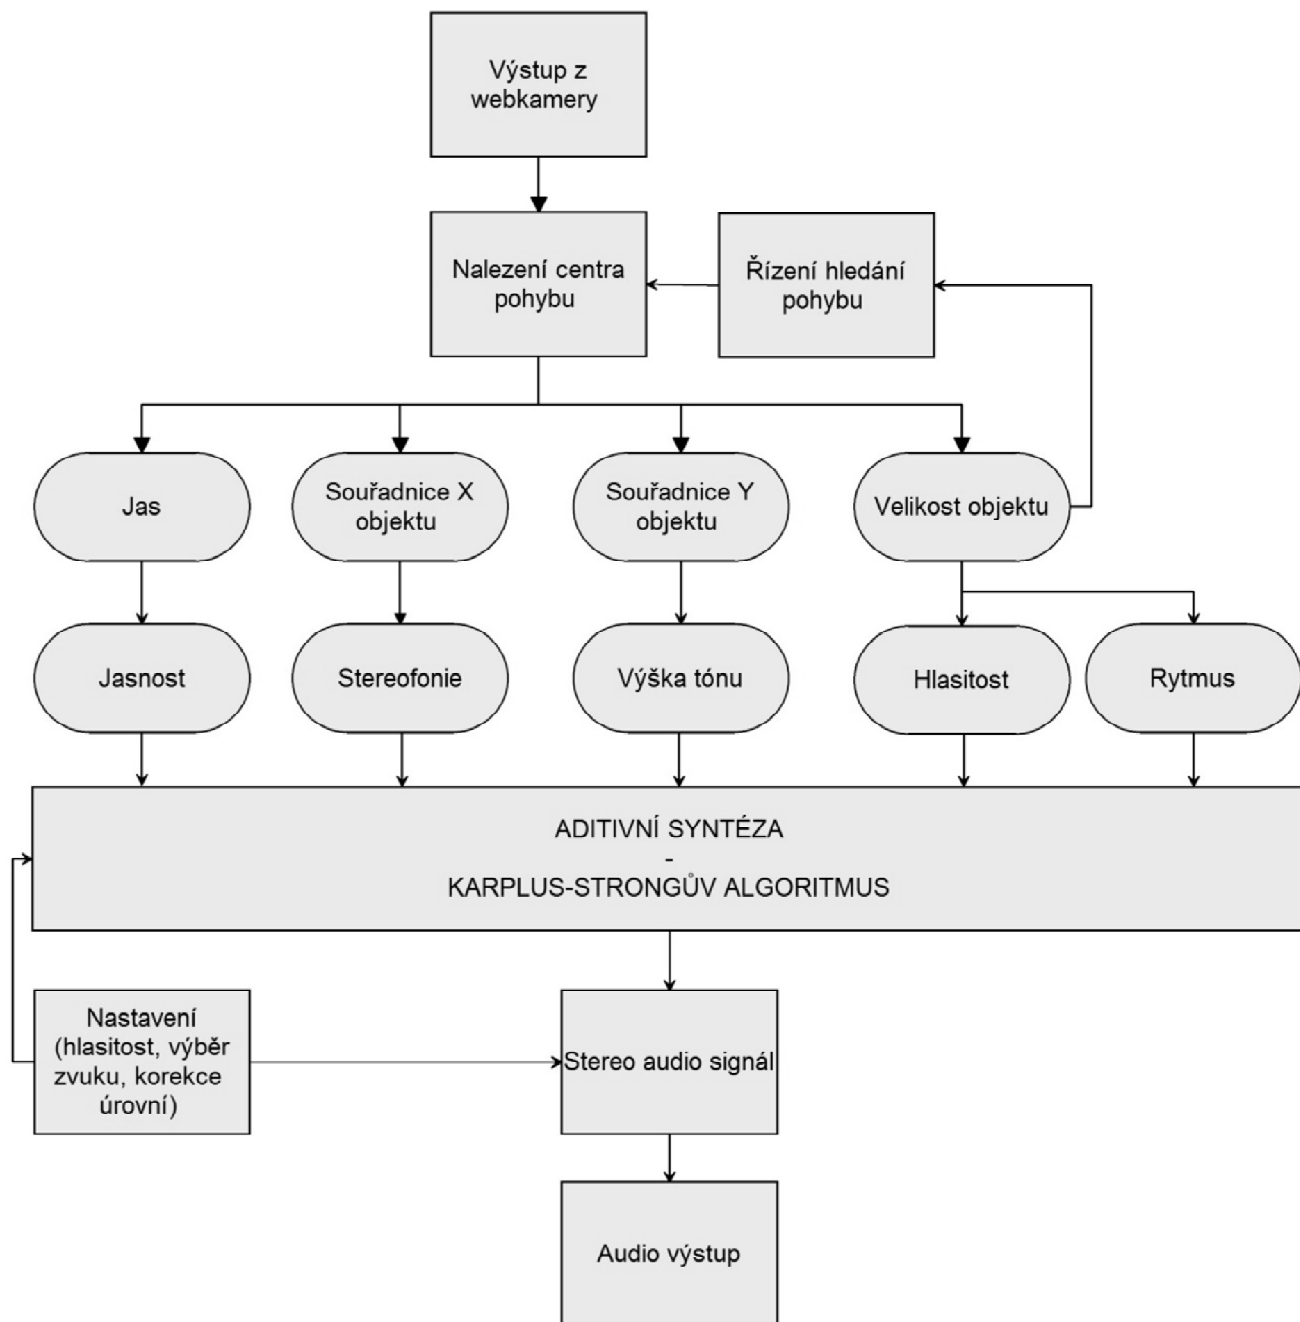 Výstup z
webkamery
Nalezení centra
pohybu
Řízení hledání
pohybu
Jas
Souřadnice X
objektu
Souřadnice Y
objektu
Velikost objektu
Jasnost
Stereofonie
Výška tónu
Hlasitost
Rytmus
ADITIVNÍ SYNTÉZA
-
KARPLUS-STRONGŮV ALGORITMUS
Nastavení
(hlasitost, výběr
zvuku, korekce
úrovní)
Stereo audio signál
Audio výstup